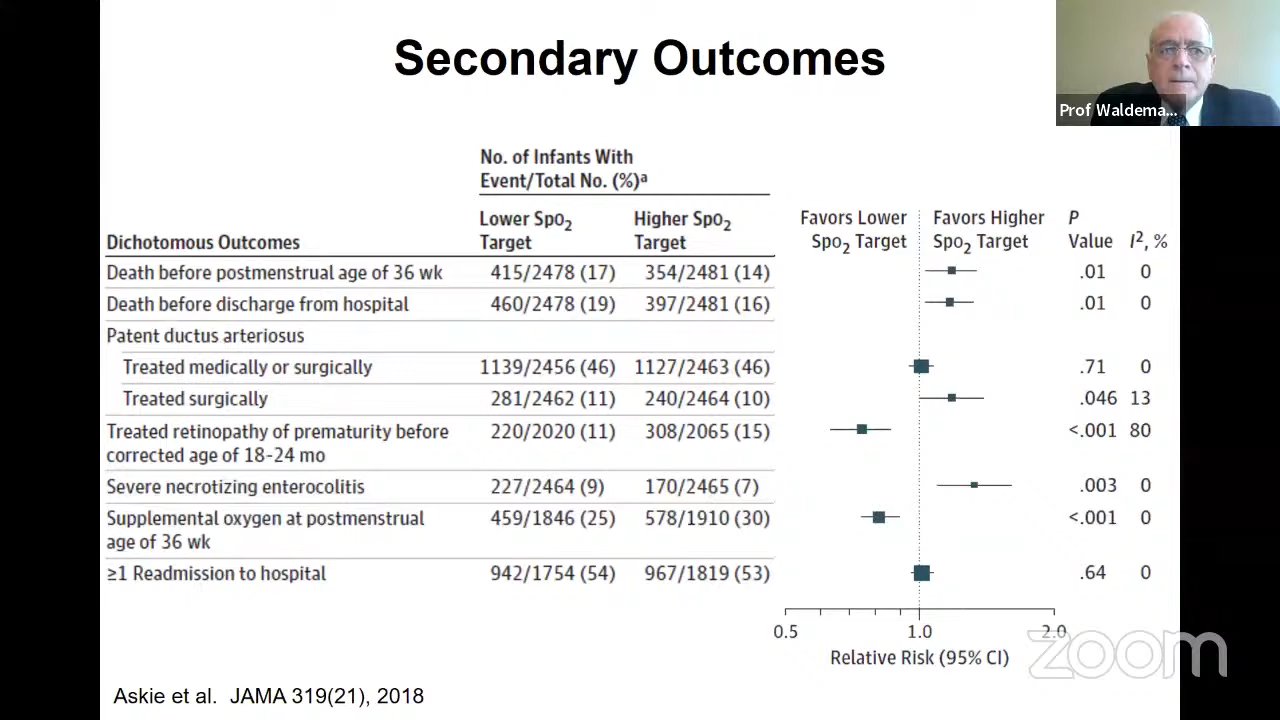 Secondary Outcomes
Prof Waldema...
No. of Infants With
Event/Total No. (%)a
Lower SpO2 Target
Higher SpO2 Target
Favors Lower SpO2 Target
Favors Higher SpO2 Target
P Value
I2, %
Dichotomous Outcomes
Death before postmenstrual age of 36 wk 415/2478 (17) 354/2481 (14) .01 0
Death before discharge from hospital 460/2478 (19) 397/2481 (16) .01 0
Patent ductus arteriosus
Treated medically or surgically 1139/2456 (46) 1127/2463 (46) .71 0
Treated surgically 281/2462 (11) 240/2464 (10) .046 13
Treated retinopathy of prematurity before 220/2020 (11) 308/2065 (15) <.001 80
corrected age of 18-24 mo
Severe necrotizing enterocolitis 227/2464 (9) 170/2465 (7) .003 0
Supplemental oxygen at postmenstrual 459/1846 (25) 578/1910 (30) <.001 0
age of 36 wk
≥1 Readmission to hospital 942/1754 (54) 967/1819 (53) .64 0
0.5 1.0 2.0
Relative Risk (95% CI)
zoom
Askie et al. JAMA 319(21), 2018